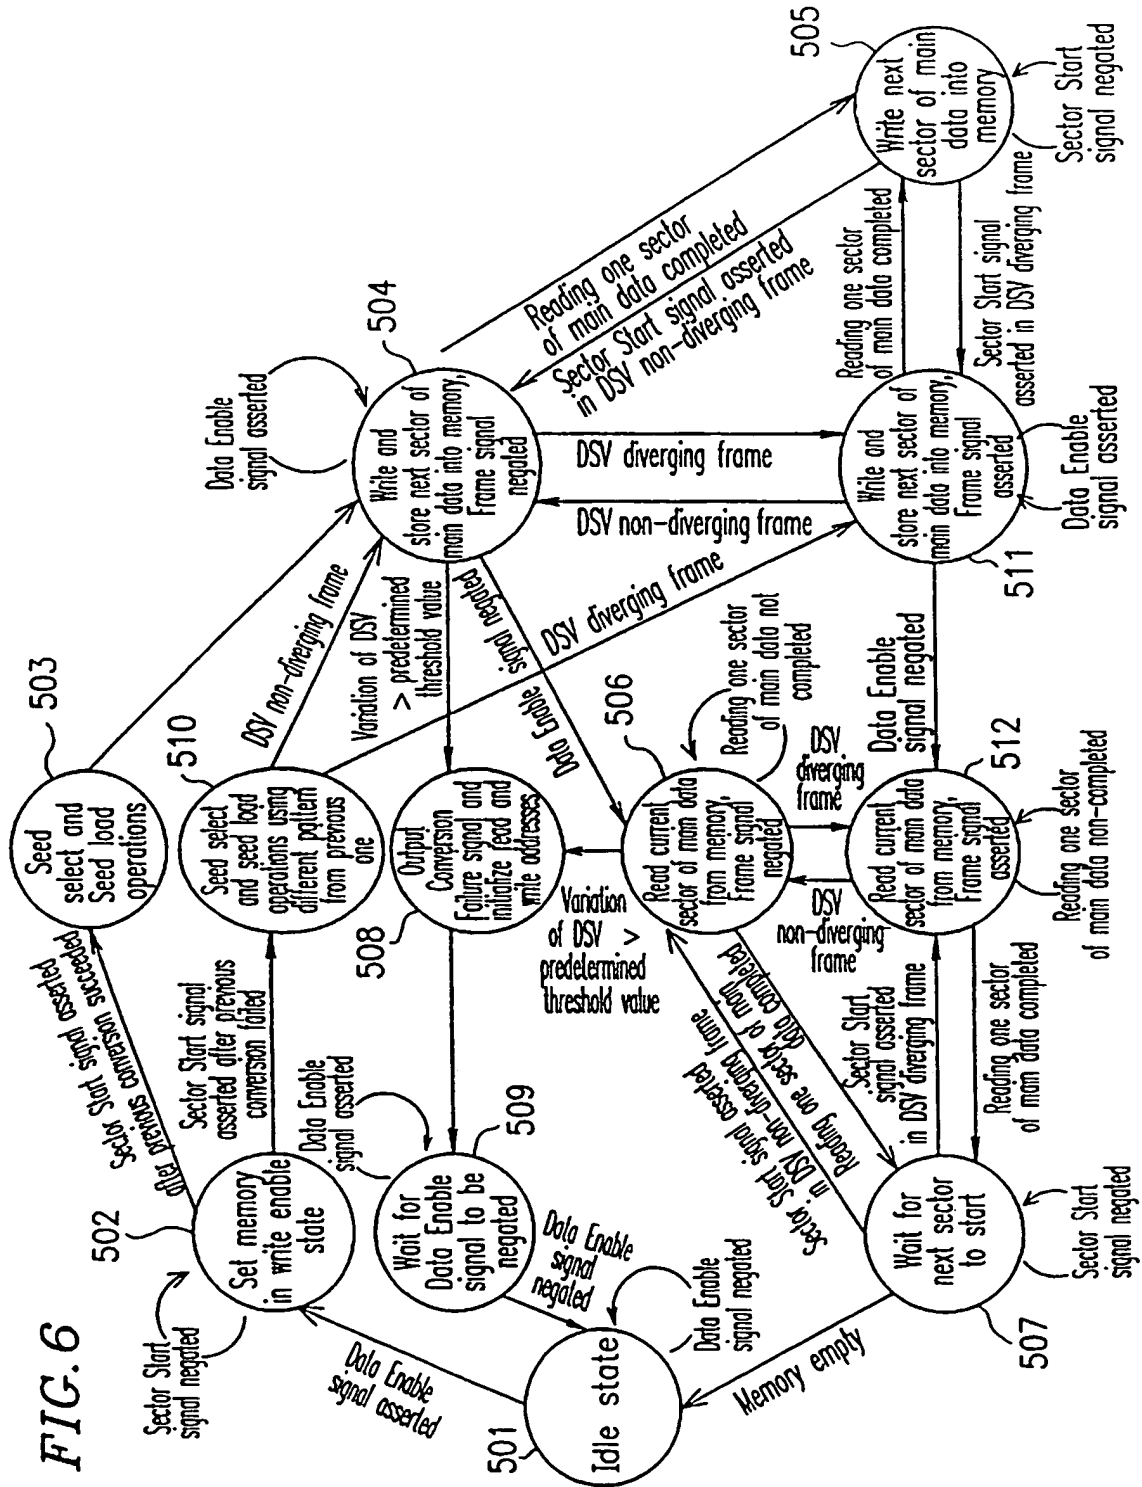 FIG. 6
501
Idle state
Data Enable
signal negated
Data Enable
signal asserted
502
Set memory
in write enable
state
Sector Start
signal negated
Sector Start signal asserted
after previous conversion succeeded
503
Seed
select and
Seed load
operations
Sector Start signal
asserted after previous
conversion failed
510
Seed select
and seed load
operations using
different pattern
from previous
one
DSV non-diverging frame
DSV diverging frame
504
Write and
store next sector of
main data into memory,
Frame signal
negated
Data Enable
signal asserted
Variation of DSV
> predetermined
threshold value
Data Enable signal negated
508
Output
Conversion
Failure signal and
initialize read and
write addresses
509
Wait for
Data Enable
signal to be
negated
Data Enable
signal asserted
Data Enable
signal
negated
Reading one sector
of main data completed
Sector Start signal asserted
in DSV non-diverging frame
505
Write next
sector of main
data into
memory
Sector Start
signal negated
Reading one sector
of main data completed
Sector Start signal
asserted in DSV diverging frame
DSV diverging frame
DSV non-diverging frame
511
Write and
store next sector of
main data into memory,
Frame signal
asserted
Data Enable
signal asserted
Data Enable
signal negated
506
Read current
sector of main data
from memory,
Frame signal
negated
Reading one sector
of main data not
completed
Variation
of DSV >
predetermined
threshold value
DSV
diverging
frame
DSV
non-diverging
frame
512
Read current
sector of main data
from memory,
Frame signal
asserted
Reading one sector
of main data non-completed
Reading one sector of main
data completed
Sector Start signal asserted
in DSV non-diverging frame
Sector Start
signal asserted
in DSV diverging frame
Reading one sector
of main data completed
507
Wait for
next sector
to start
Sector Start
signal negated
Memory empty